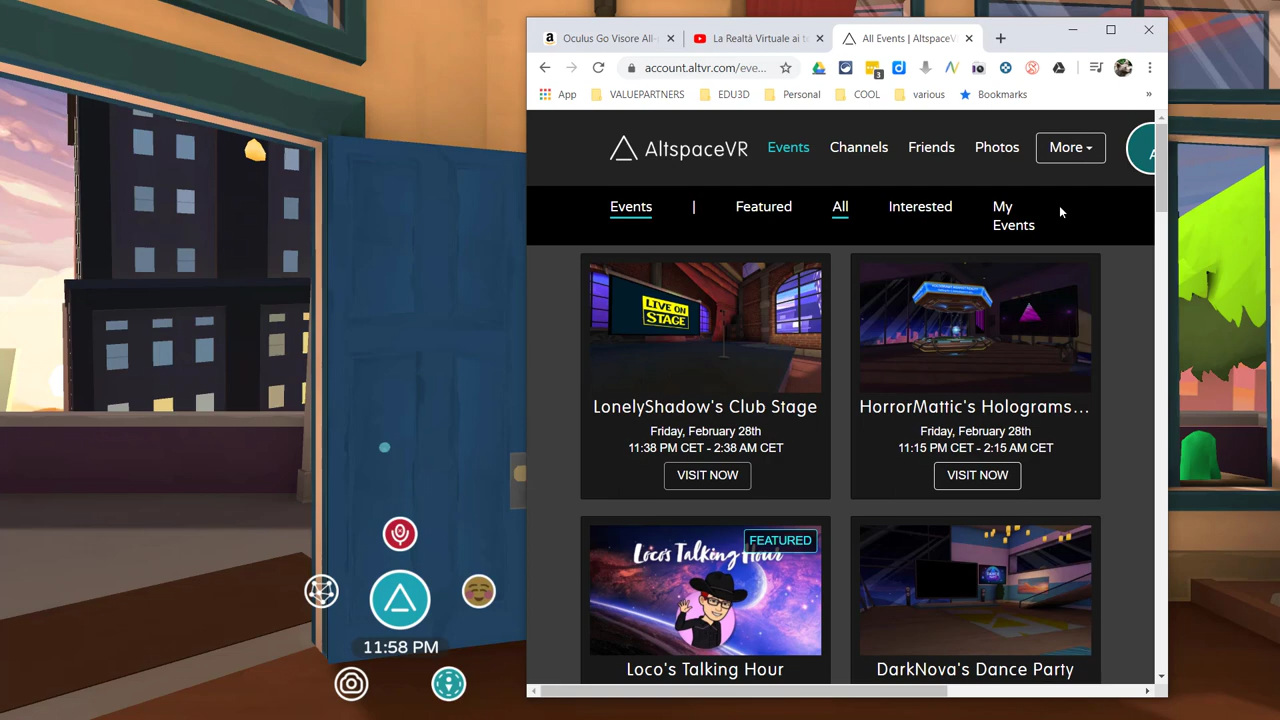 Oculus Go Visore All-
La Realtà Virtuale ai t
All Events | AltspaceV
account.altvr.com/eve...
3
App
VALUEPARTNERS
EDU3D
Personal
COOL
various
Bookmarks
»
AltspaceVR
Events
Channels
Friends
Photos
More
A
Events
|
Featured
All
Interested
My
Events
LIVE ON
STAGE
LonelyShadow's Club Stage
Friday, February 28th
11:38 PM CET - 2:38 AM CET
VISIT NOW
HorrorMattic's Holograms...
Friday, February 28th
11:15 PM CET - 2:15 AM CET
VISIT NOW
FEATURED
Loco's Talking Hour
Loco's Talking Hour
DarkNova's Dance Party
11:58 PM